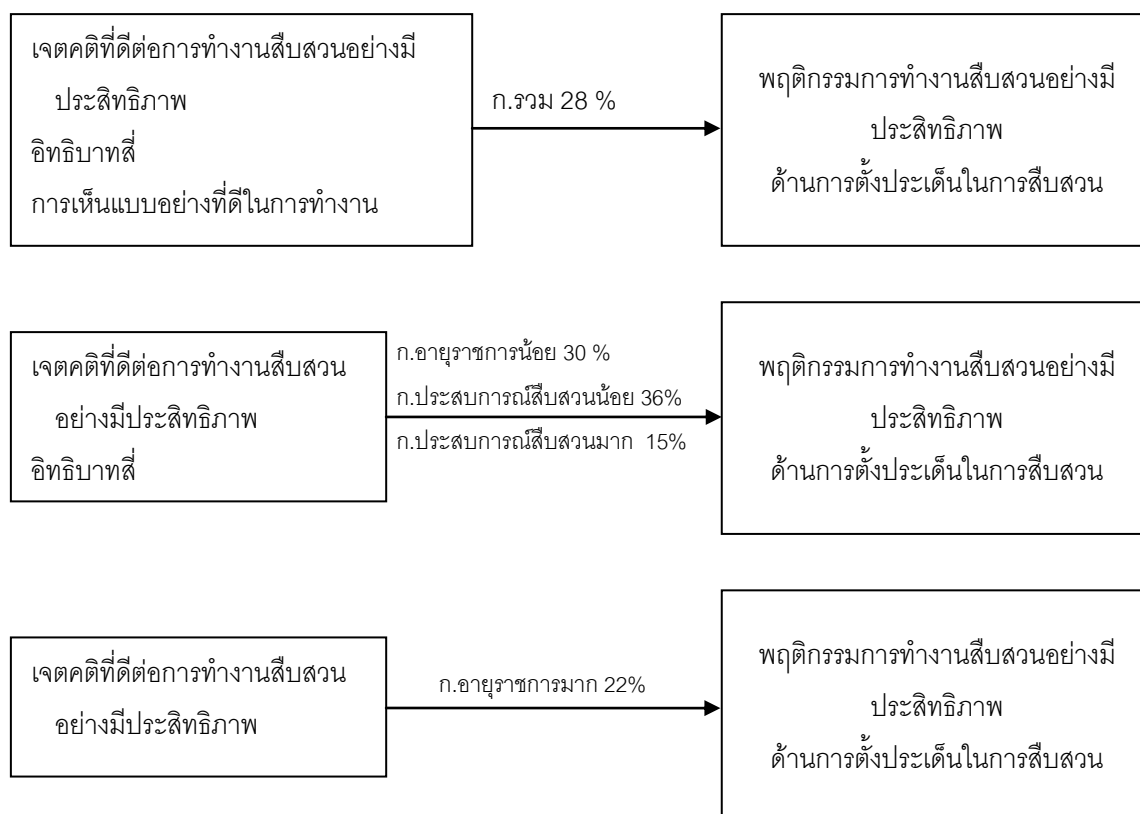 เจตคติที่ดีต่อการทำงานสืบสวนอย่างมี
ประสิทธิภาพ
อิทธิบาทสี่
การเห็นแบบอย่างที่ดีในการทำงาน
ก.รวม 28 %
พฤติกรรมการทำงานสืบสวนอย่างมี
ประสิทธิภาพ
ด้านการตั้งประเด็นในการสืบสวน
เจตคติที่ดีต่อการทำงานสืบสวน
อย่างมีประสิทธิภาพ
อิทธิบาทสี่
ก.อายุราชการน้อย 30 %
ก.ประสบการณ์สืบสวนน้อย 36%
ก.ประสบการณ์สืบสวนมาก 15%
พฤติกรรมการทำงานสืบสวนอย่างมี
ประสิทธิภาพ
ด้านการตั้งประเด็นในการสืบสวน
เจตคติที่ดีต่อการทำงานสืบสวน
อย่างมีประสิทธิภาพ
ก.อายุราชการมาก 22%
พฤติกรรมการทำงานสืบสวนอย่างมี
ประสิทธิภาพ
ด้านการตั้งประเด็นในการสืบสวน